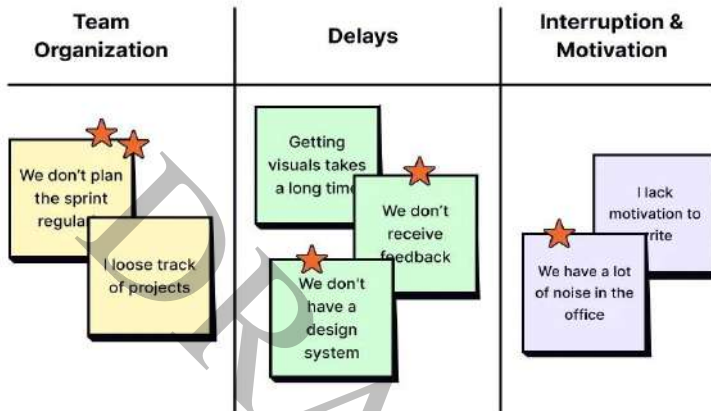 Team
Organization
Delays
Interruption &
Motivation
We don't plan
the sprint
I loose track
of projects
Getting
visuals takes
a long time
We don't
receive
feedback
We don't
have a
design
system
I lack
motivation to
We have a lot
of noise in the
office